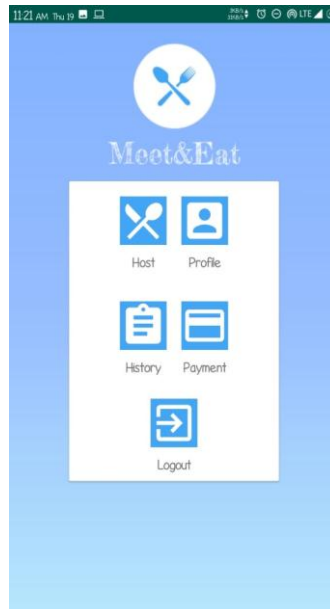 11:21 AM Thu 19 LTE
Meet&Eat
Host Profile
History Payment
Logout